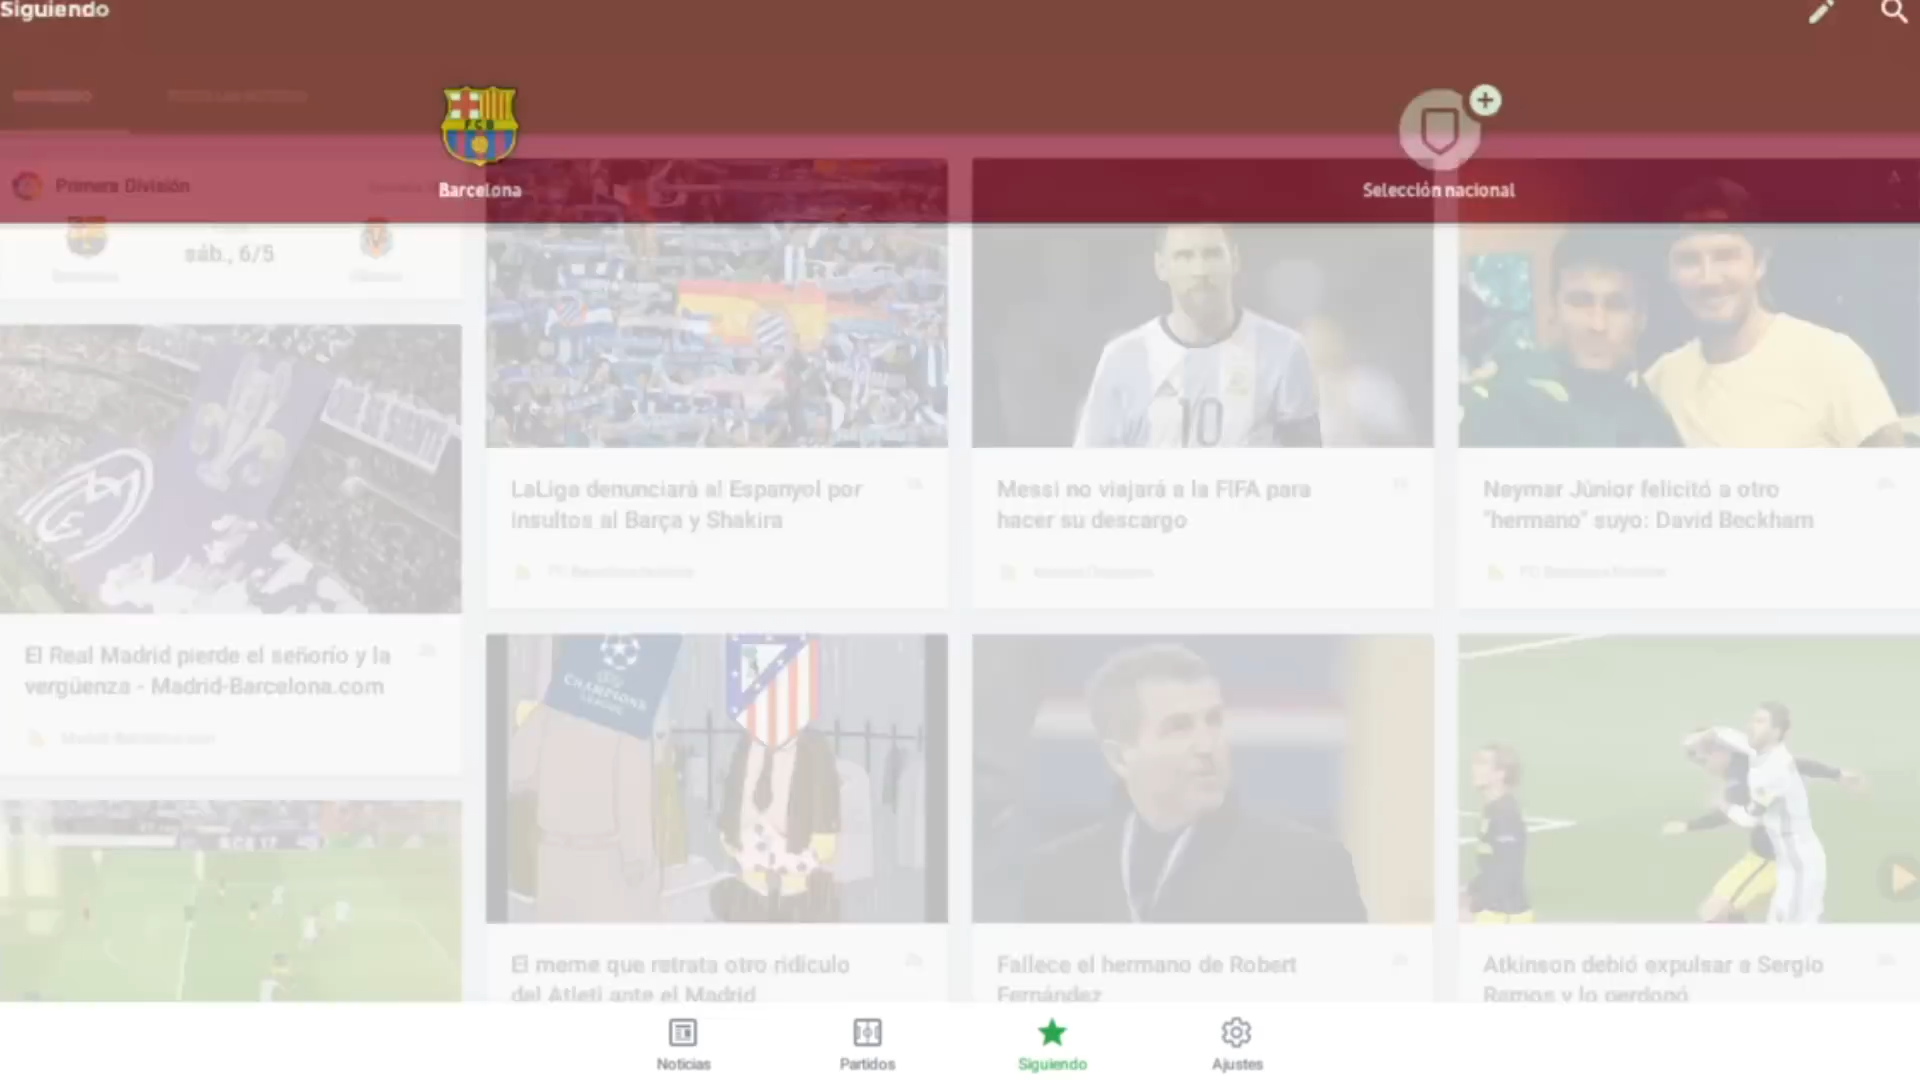 Siguiendo
Barcelona
Selección nacional
Primera División
sáb., 6/5
LaLiga denunciará al Espanyol por
insultos al Barça y Shakira
Messi no viajará a la FIFA para
hacer su descargo
Neymar Júnior felicitó a otro
"hermano" suyo: David Beckham
El Real Madrid pierde el señorío y la
vergüenza - Madrid-Barcelona.com
CHAMPIONS
LEAGUE
10
El meme que retrata otro ridículo
del Atleti ante el Madrid
Fallece el hermano de Robert
Fernández
Atkinson debió expulsar a Sergio
Ramos y lo perdonó
Noticias
Partidos
Siguiendo
Ajustes